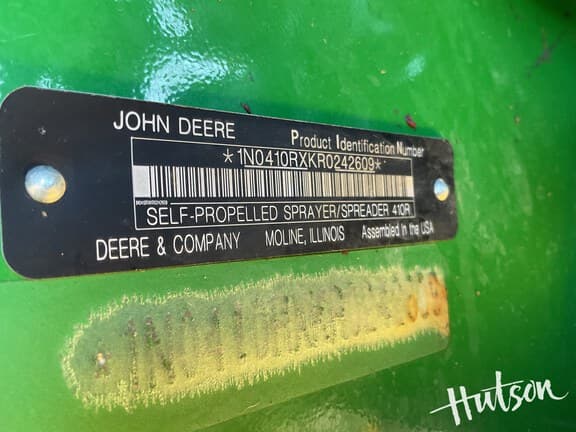 JOHN DEERE
Product Identification Number
*1N0410RXKR0242609*
SELF-PROPELLED SPRAYER/SPREADER 410R
DEERE & COMPANY MOLINE, ILLINOIS Assembled in the USA
Hutson